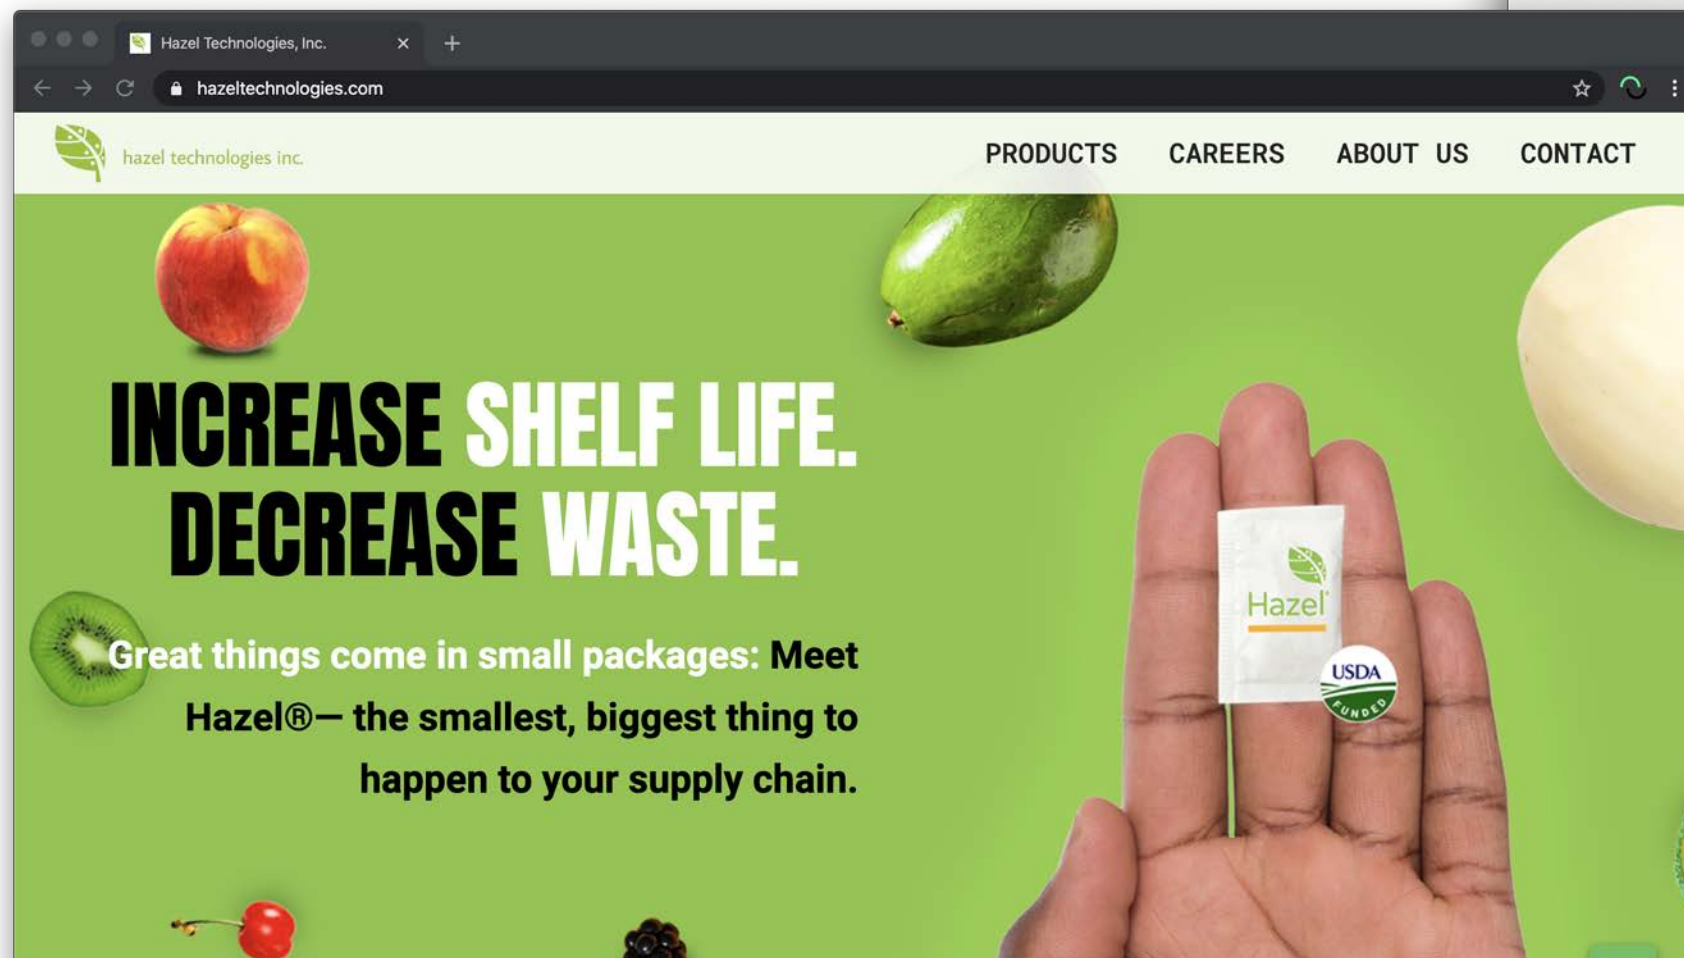 Hazel Technologies, Inc.
hazeltechnologies.com
hazel technologies inc.
PRODUCTS CAREERS ABOUT US CONTACT
INCREASE SHELF LIFE.
DECREASE WASTE.
Great things come in small packages: Meet
Hazel®— the smallest, biggest thing to
happen to your supply chain.
Hazel®
USDA
FUNDED